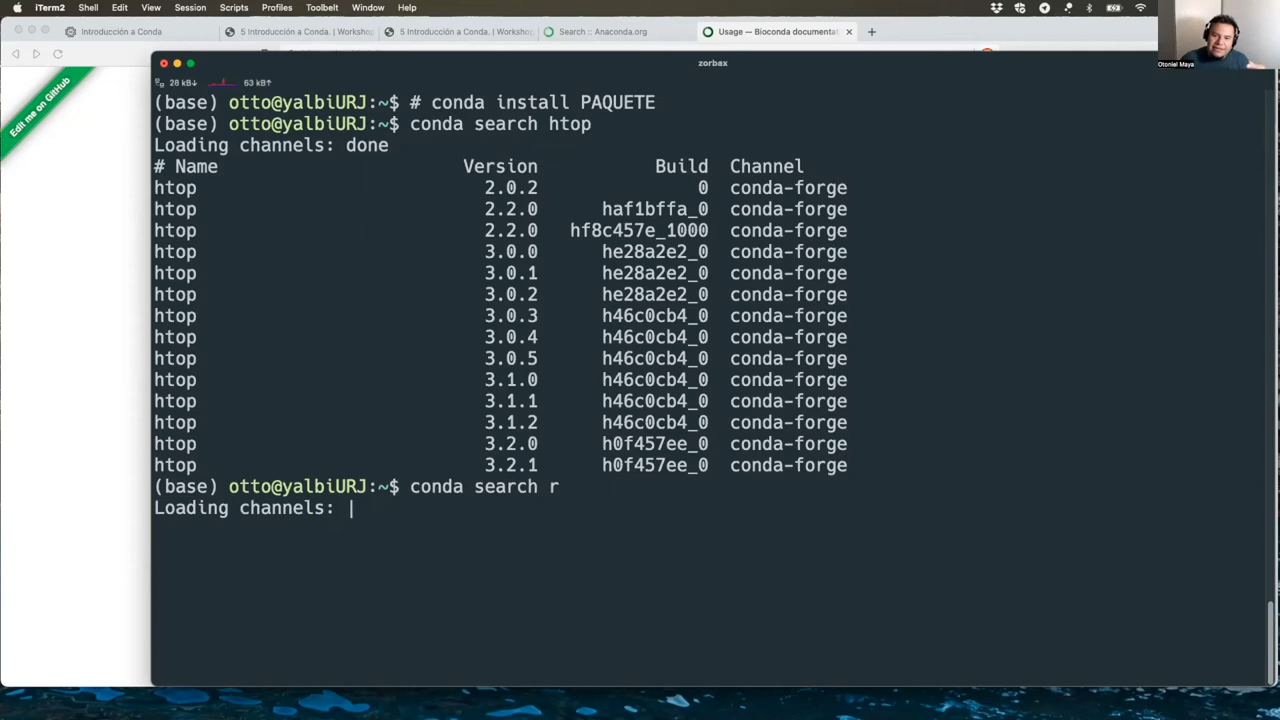 iTerm2 Shell Edit View Session Scripts Profiles Toolbelt Window Help
Introducción a Conda
5 Introducción a Conda. | Workshop
5 Introducción a Conda. | Workshop
Search :: Anaconda.org
Usage — Bioconda documentat
Otoniel Maya
Edit me on GitHub
zorbax
28 kB↓ 63 kB↑
(base) otto@yalbiURJ:~$ # conda install PAQUETE
(base) otto@yalbiURJ:~$ conda search htop
Loading channels: done
# Name Version Build Channel
htop 2.0.2 0 conda-forge
htop 2.2.0 haf1bffa_0 conda-forge
htop 2.2.0 hf8c457e_1000 conda-forge
htop 3.0.0 he28a2e2_0 conda-forge
htop 3.0.1 he28a2e2_0 conda-forge
htop 3.0.2 he28a2e2_0 conda-forge
htop 3.0.3 h46c0cb4_0 conda-forge
htop 3.0.4 h46c0cb4_0 conda-forge
htop 3.0.5 h46c0cb4_0 conda-forge
htop 3.1.0 h46c0cb4_0 conda-forge
htop 3.1.1 h46c0cb4_0 conda-forge
htop 3.1.2 h46c0cb4_0 conda-forge
htop 3.2.0 h0f457ee_0 conda-forge
htop 3.2.1 h0f457ee_0 conda-forge
(base) otto@yalbiURJ:~$ conda search r
Loading channels: |